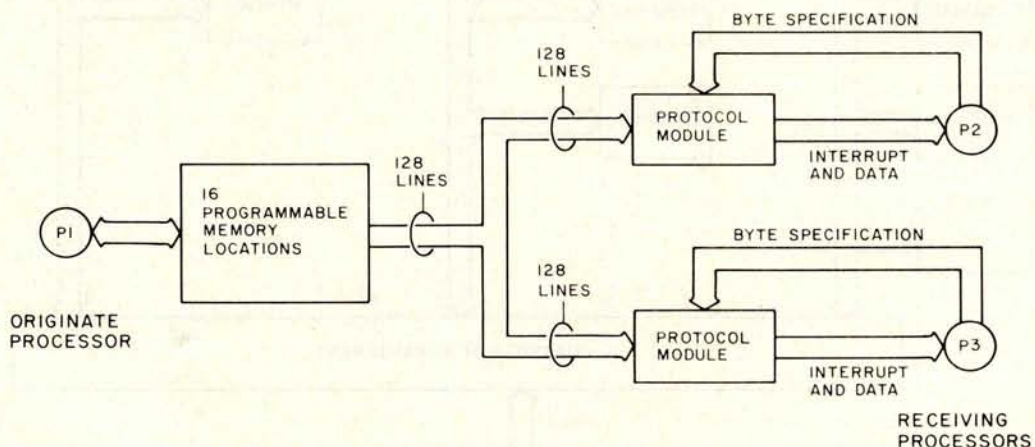 BYTE SPECIFICATION
128
LINES
PROTOCOL
MODULE
P2
INTERRUPT
AND DATA
128
LINES
16
PROGRAMMABLE
MEMORY
LOCATIONS
P1
ORIGINATE
PROCESSOR
BYTE SPECIFICATION
128
LINES
PROTOCOL
MODULE
P3
INTERRUPT
AND DATA
RECEIVING
PROCESSORS